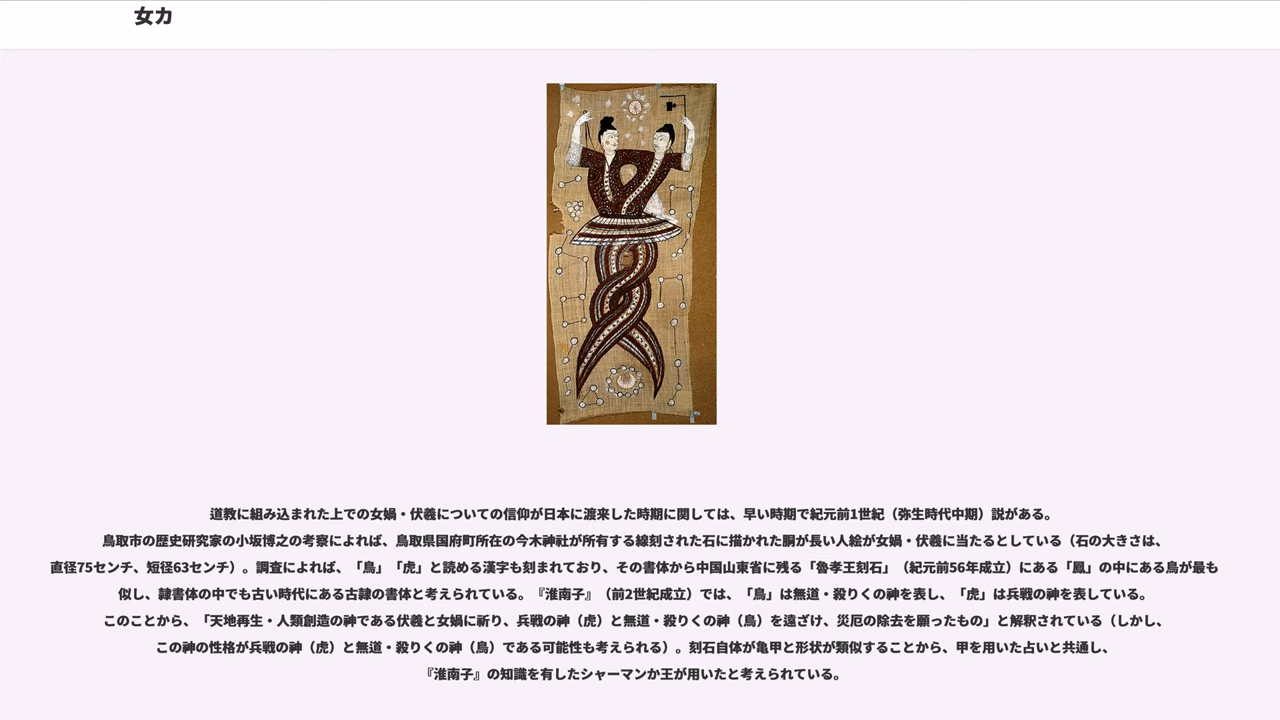 女カ
道教に組み込まれた上での女媧・伏羲についての信仰が日本に渡来した時期に関しては、早い時期で紀元前1世紀（弥生時代中期）説がある。
鳥取市の歴史研究家の小坂博之の考察によれば、鳥取県国府町所在の今木神社が所有する線刻された石に描かれた胴が長い人絵が女媧・伏羲に当たるとしている（石の大きさは、
直径75センチ、短径63センチ）。調査によれば、「鳥」「虎」と読める漢字も刻まれており、その書体から中国山東省に残る「魯孝王刻石」（紀元前56年成立）にある「鳳」の中にある鳥が最も
似し、隷書体の中でも古い時代にある古隷の書体と考えられている。『淮南子』（前2世紀成立）では、「鳥」は無道・殺りくの神を表し、「虎」は兵戦の神を表している。
このことから、「天地再生・人類創造の神である伏羲と女媧に祈り、兵戦の神（虎）と無道・殺りくの神（鳥）を遠ざけ、災厄の除去を願ったもの」と解釈されている（しかし、
この神の性格が兵戦の神（虎）と無道・殺りくの神（鳥）である可能性も考えられる）。刻石自体が亀甲と形状が類似することから、甲を用いた占いと共通し、
『淮南子』の知識を有したシャーマンか王が用いたと考えられている。